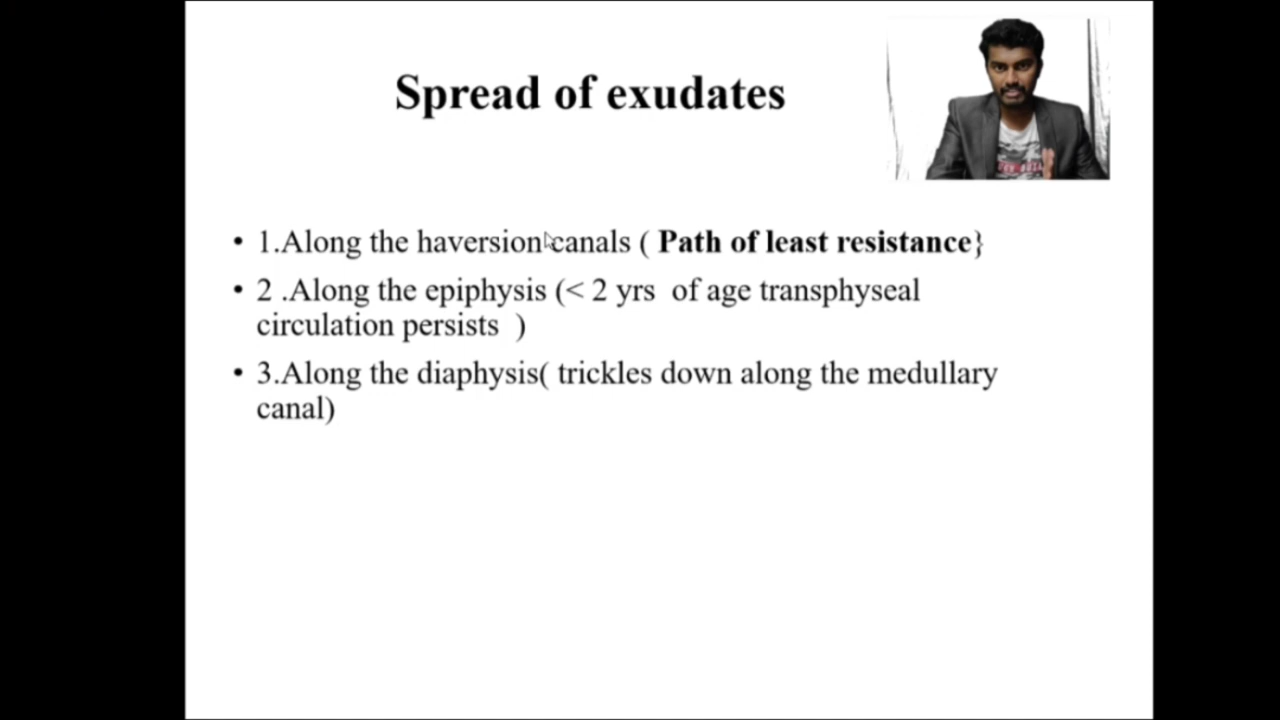 Spread of exudates
• 1.Along the haversion canals ( Path of least resistance}
• 2 .Along the epiphysis (< 2 yrs of age transphyseal
circulation persists )
• 3.Along the diaphysis( trickles down along the medullary
canal)